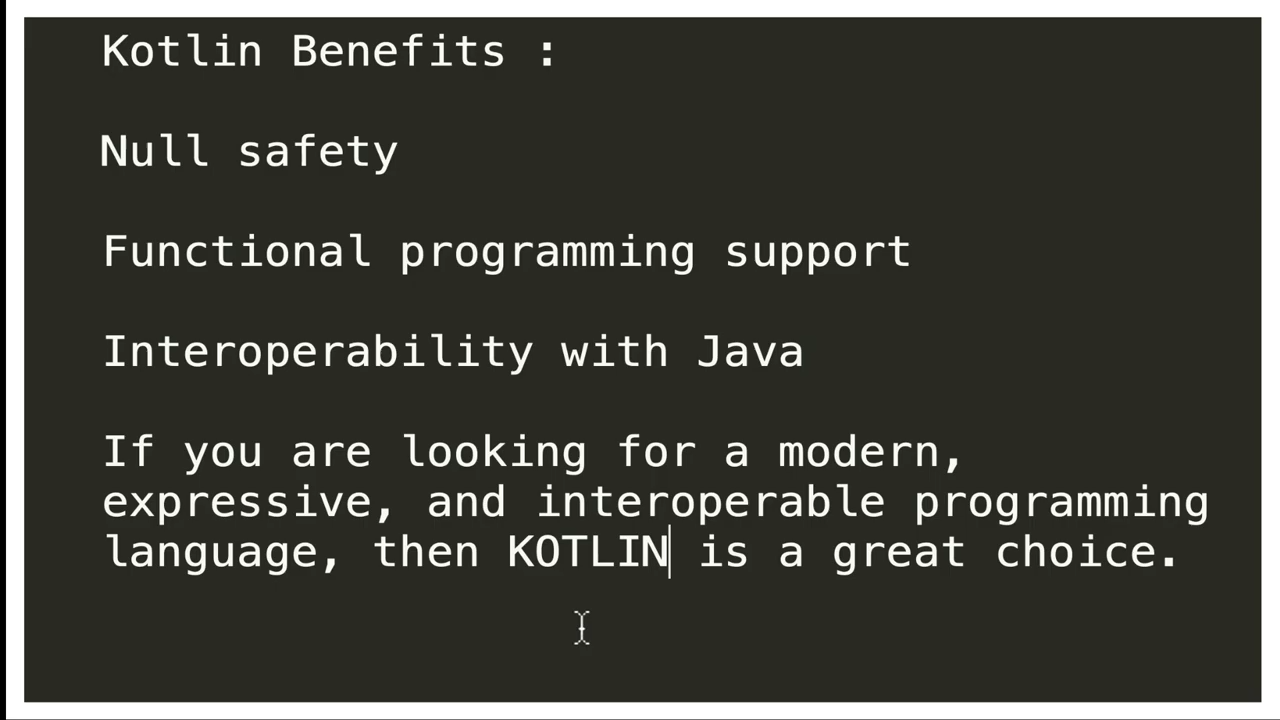 Kotlin Benefits :
Null safety
Functional programming support
Interoperability with Java
If you are looking for a modern,
expressive, and interoperable programming
language, then KOTLIN is a great choice.